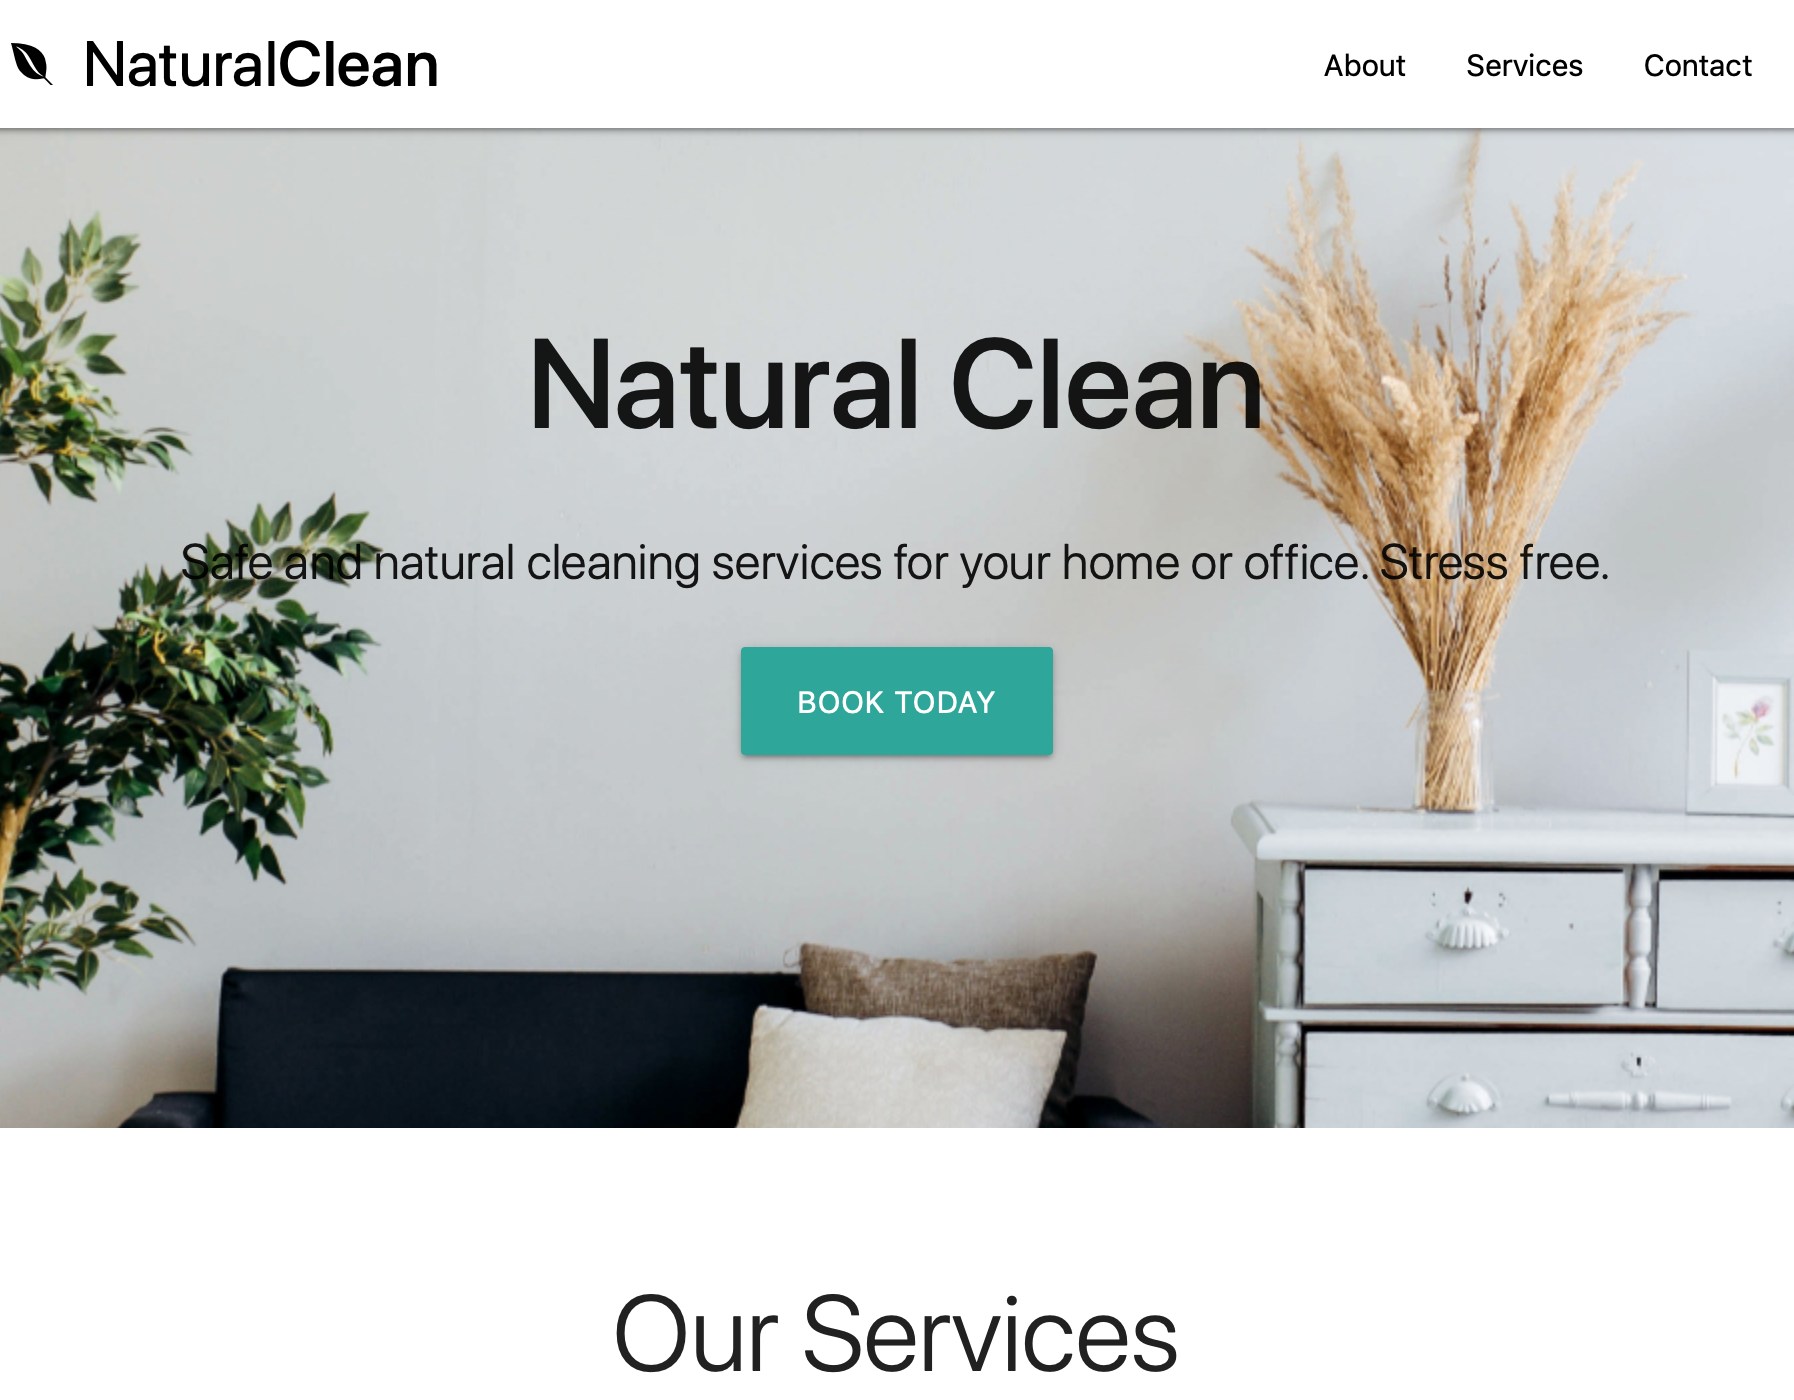 NaturalClean
About Services Contact
Natural Clean
Safe and natural cleaning services for your home or office. Stress free.
BOOK TODAY
Our Services